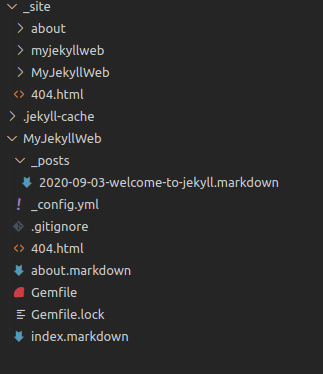 _site
about
myjekyllweb
MyJekyllWeb
404.html
.jekyll-cache
MyJekyllWeb
_posts
2020-09-03-welcome-to-jekyll.markdown
_config.yml
.gitignore
404.html
about.markdown
Gemfile
Gemfile.lock
index.markdown